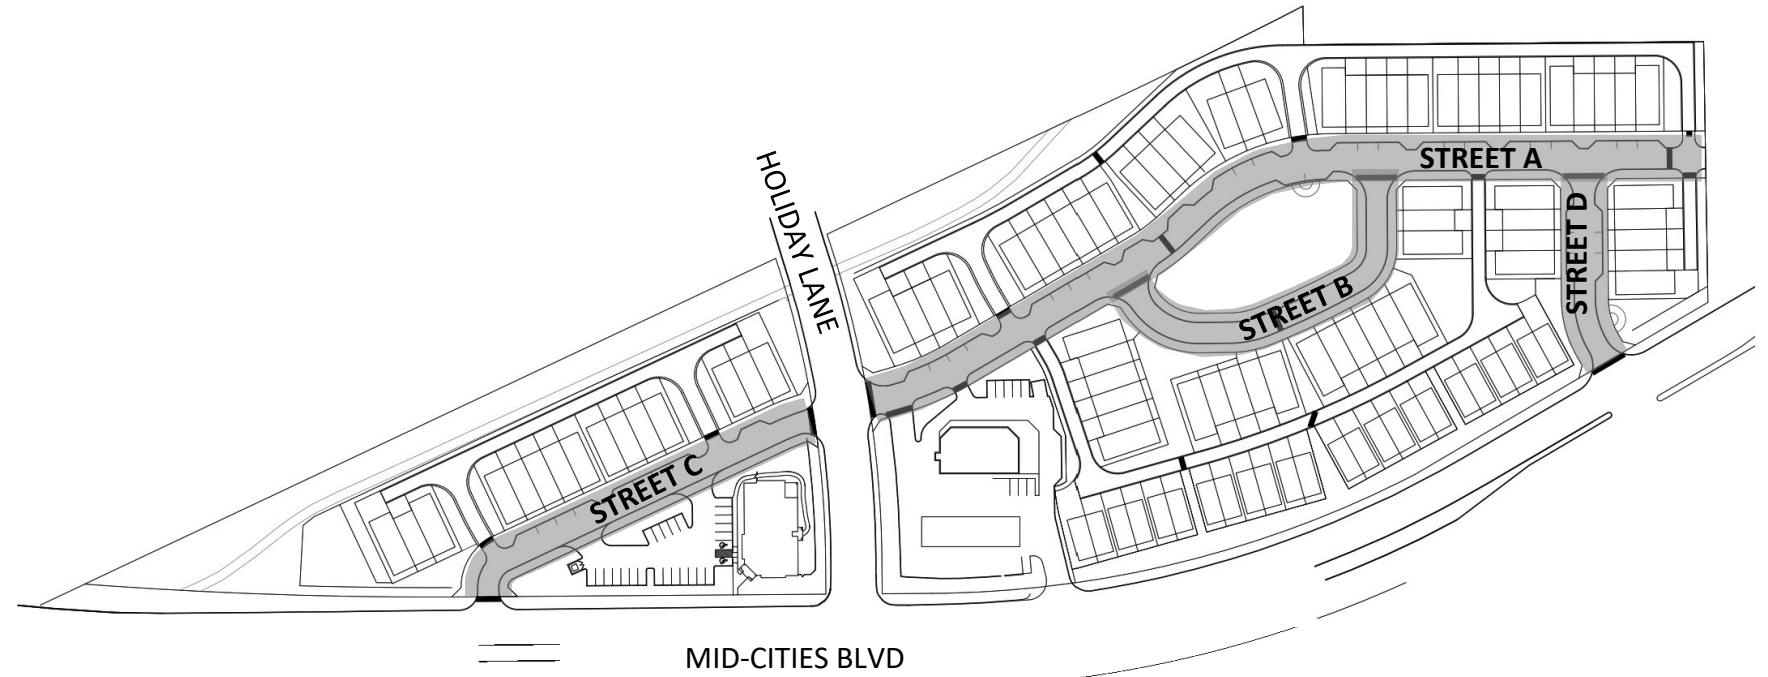 STREET A
HOLIDAY LANE
STREET D
STREET B
STREET C
MID-CITIES BLVD